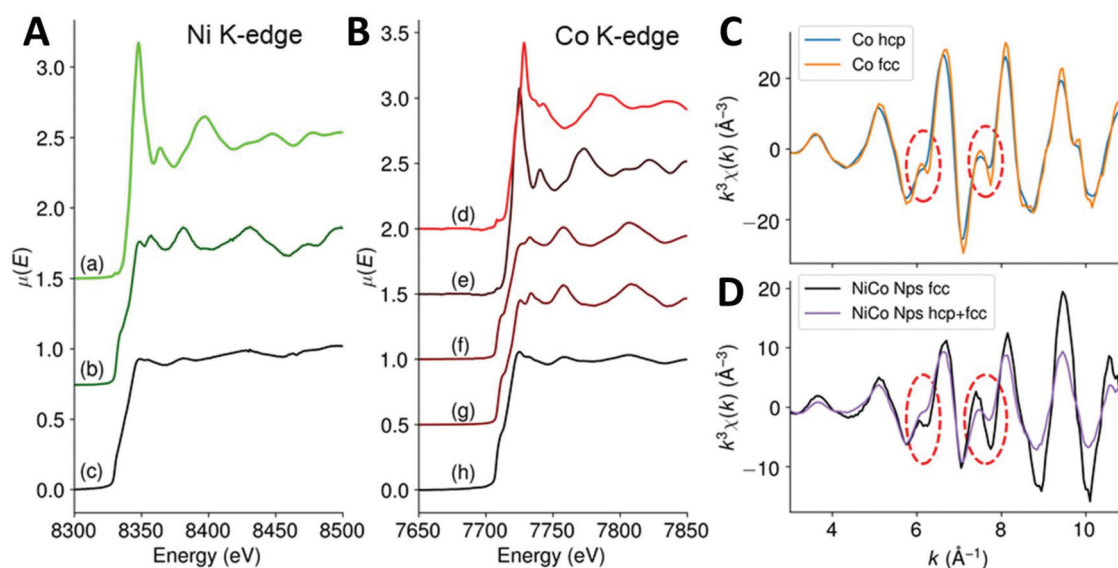 A
Ni K-edge
3.0
2.5
2.0
1.5
1.0
0.5
0.0
μ(E)
(a)
(b)
(c)
8300 8350 8400 8450 8500
Energy (eV)
B
Co K-edge
3.5
3.0
2.5
2.0
1.5
1.0
0.5
0.0
μ(E)
(d)
(e)
(f)
(g)
(h)
7650 7700 7750 7800 7850
Energy (eV)
C
Co hcp
Co fcc
20
0
−20
k³χ(k) (Å⁻³)
D
NiCo Nps fcc
NiCo Nps hcp+fcc
20
10
0
−10
k³χ(k) (Å⁻³)
4 6 8 10
k (Å⁻¹)